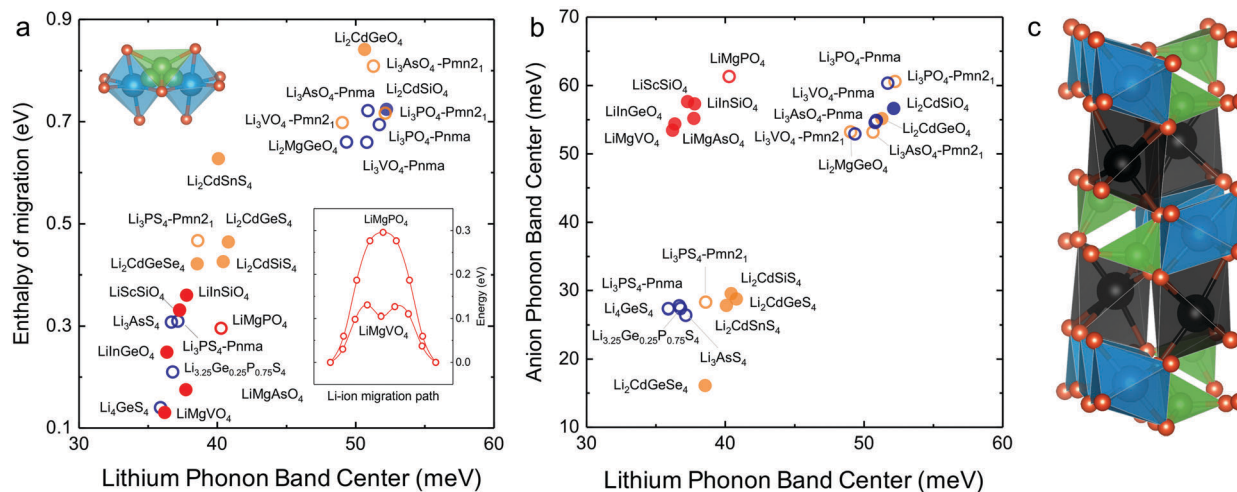 a
Enthalpy of migration (eV)
0.9
0.7
0.5
0.3
0.1
Li₂CdGeO₄
Li₃AsO₄-Pmn2₁
Li₃AsO₄-Pnma
Li₂CdSiO₄
Li₃VO₄ -Pmn2₁
Li₃PO₄-Pmn2₁
Li₂MgGeO₄
Li₃PO₄-Pnma
Li₃VO₄-Pnma
Li₂CdSnS₄
Li₃PS₄-Pmn2₁
Li₂CdGeS₄
Li₂CdGeSe₄
Li₂CdSiS₄
LiScSiO₄
LiInSiO₄
Li₃AsS₄
LiMgPO₄
Li₃PS₄-Pnma
LiInGeO₄
Li₃.₂₅Ge₀.₂₅P₀.₇₅S₄
LiMgAsO₄
Li₄GeS₄
LiMgVO₄
LiMgPO₄
LiMgVO₄
0.3
0.2
0.1
0.0
Energy (eV)
Li-ion migration path
30
40
50
60
Lithium Phonon Band Center (meV)
b
Anion Phonon Band Center (meV)
70
60
50
40
30
20
10
LiMgPO₄
Li₃PO₄-Pnma
LiScSiO₄
Li₃PO₄-Pmn2₁
Li₃VO₄-Pnma
LiInGeO₄
LiInSiO₄
Li₃AsO₄-Pnma
Li₂CdSiO₄
LiMgVO₄
LiMgAsO₄
Li₃VO₄-Pmn2₁
Li₂CdGeO₄
Li₂MgGeO₄
Li₃AsO₄-Pmn2₁
Li₃PS₄-Pmn2₁
Li₃PS₄-Pnma
Li₂CdSiS₄
Li₄GeS₄
Li₂CdGeS₄
Li₂CdSnS₄
Li₃.₂₅Ge₀.₂₅P₀.₇₅S₄
Li₃AsS₄
Li₂CdGeSe₄
30
40
50
60
Lithium Phonon Band Center (meV)
c